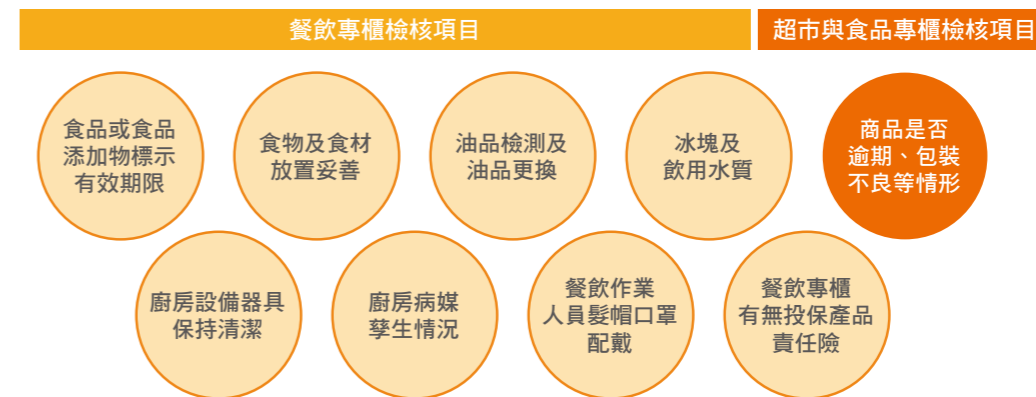 餐飲專櫃檢核項目
超市與食品專櫃檢核項目
食品或食品
添加物標示
有效期限
食物及食材
放置妥善
油品檢測及
油品更換
冰塊及
飲用水質
商品是否
逾期、包裝
不良等情形
廚房設備器具
保持清潔
廚房病媒
孳生情況
餐飲作業
人員髮帽口罩
配戴
餐飲專櫃
有無投保產品
責任險